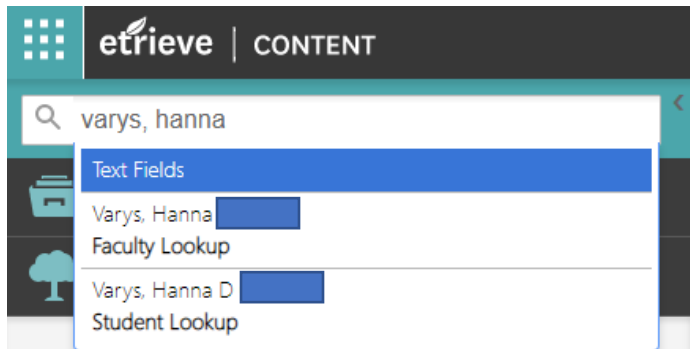 etrieve | CONTENT
varys, hanna
Text Fields
Varys, Hanna
Faculty Lookup
Varys, Hanna D
Student Lookup